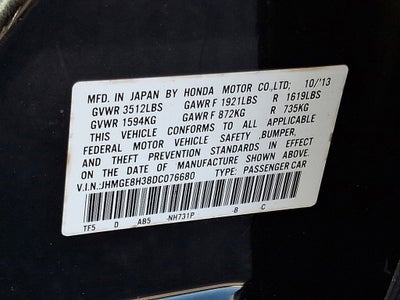 MFD. IN JAPAN BY HONDA MOTOR CO.,LTD; 10/'13
GVWR 3512LBS GAWR F 1921LBS R 1619LBS
GVWR 1594KG GAWR F 872KG R 735KG
THIS VEHICLE CONFORMS TO ALL APPLICABLE
FEDERAL MOTOR VEHICLE SAFETY ,BUMPER,
AND THEFT PREVENTION STANDARDS IN EFFECT
ON THE DATE OF MANUFACTURE SHOWN ABOVE.
V.I.N.:JHMGE8H38DC076680 TYPE: PASSENGER CAR
TF5 D AB5 -NH731P -B -C